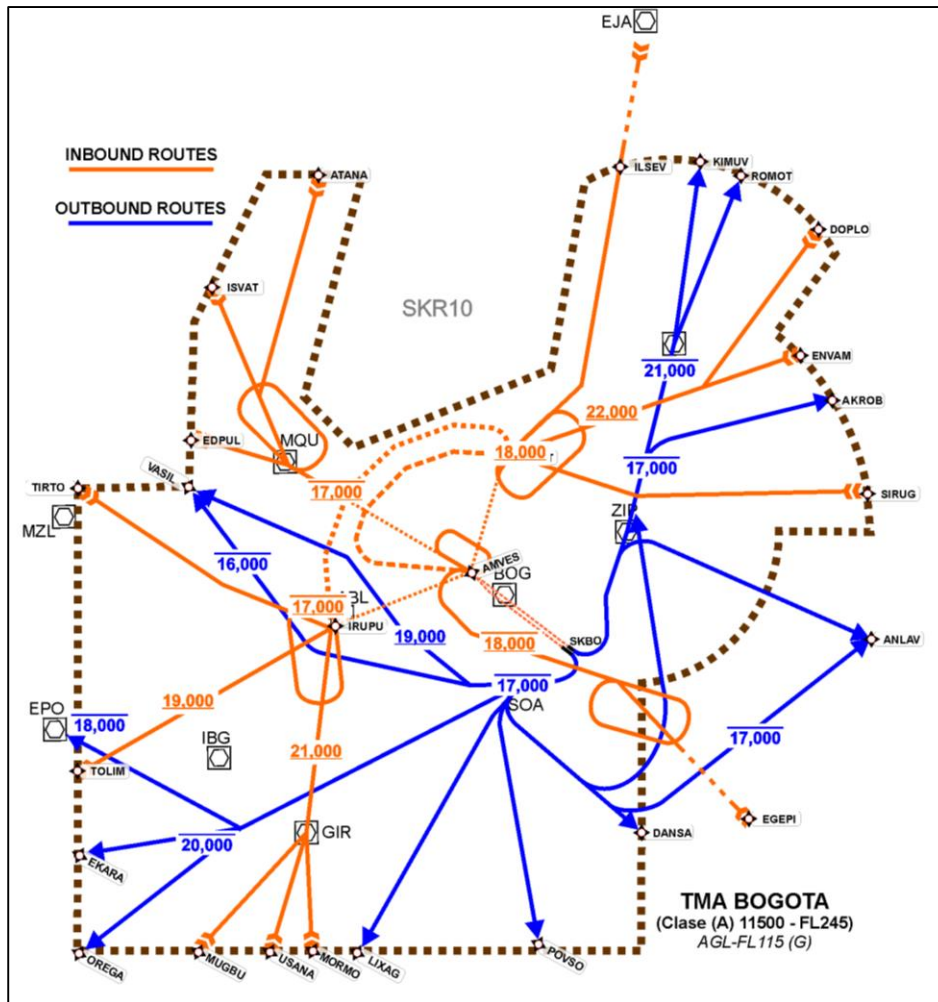 EJA
INBOUND ROUTES
OUTBOUND ROUTES
ATANA
ILSEV
KIMUV
ROMOT
DOPLO
ISVAT
SKR10
ENVAM
21,000
AKROB
22,000
EDPUL
MQU
18,000
17,000
VASIL
17,000
TIRTO
SIRUG
MZL
ZIP
16,000
AMVES
BOG
17,000
IRUPU
19,000
18,000
SKBO
ANLAV
17,000
19,000
SOA
EPO
18,000
IBG
21,000
17,000
TOLIM
GIR
20,000
DANSA
EGEPI
EKARA
TMA BOGOTA
(Clase (A) 11500 - FL245)
AGL-FL115 (G)
OREGA
MUGBU
USANA
MORMO
LIXAG
POVSO